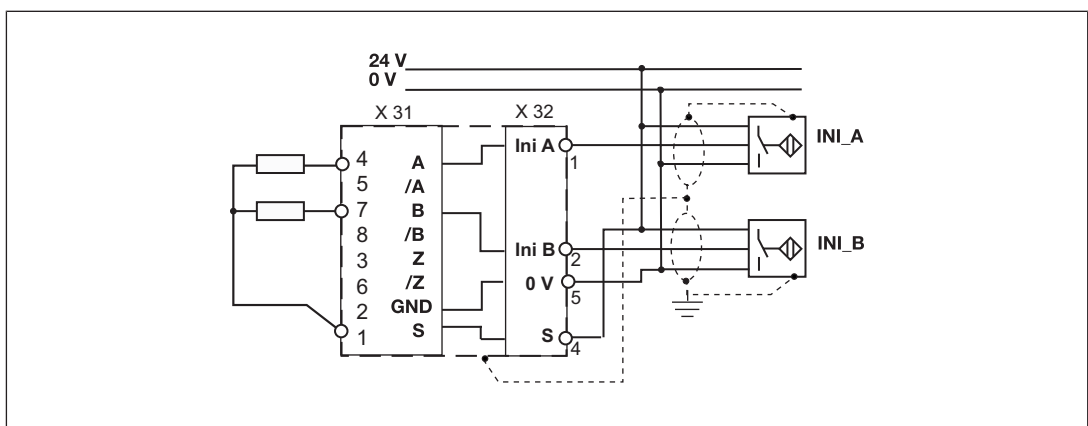 24 V
0 V
X 31
X 32
4
5
7
8
3
6
2
1
A
/A
B
/B
Z
/Z
GND
S
Ini A
1
Ini B
2
0 V
5
S
4
INI_A
INI_B